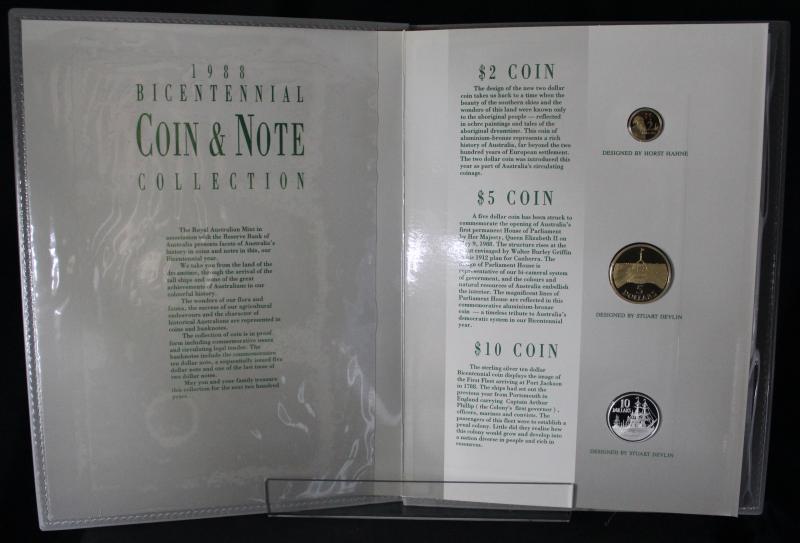 1988
BICENTENNIAL
COIN & NOTE
COLLECTION
The Royal Australian Mint in
association with the Reserve Bank of
Australia presents facets of Australia's
history in coins and notes in this, our
Bicentennial year.
We take you from the land of the
dreamtime, through the arrival of the
tall ships and some of the great
achievements of Australians in our
colourful history.
The wonders of our flora and
fauna, the success of our agricultural
endeavours and the character of
historical Australians are represented in
coins and banknotes.
The collection of coin is in proof
form including commemorative issues
and circulating legal tender. The
banknotes include the commemorative
ten dollar note, a sequentially issued five
dollar note and one of the last issue of
two dollar notes.
May you and your family treasure
this collection for the next two hundred
years . . .
$2 COIN
The design of the new two dollar
coin takes us back to a time when the
beauty of the southern skies and the
wonders of this land were known only
to the aboriginal people — reflected
in ochre paintings and tales of the
aboriginal dreamtime. This coin of
aluminium-bronze represents a rich
history of Australia, far beyond the two
hundred years of European settlement.
The two dollar coin was introduced this
year as part of Australia's circulating
coinage.
DESIGNED BY HORST HAHNE
$5 COIN
A five dollar coin has been struck to
commemorate the opening of Australia's
first permanent House of Parliament
by Her Majesty, Queen Elizabeth II on
9, 1988. The structure rises at the
envisaged by Walter Burley Griffin
1912 plan for Canberra. The
design of Parliament House is
representative of our bi-cameral system
of government, and the colours and
natural resources of Australia embellish
the interior. The magnificent lines of
Parliament House are reflected in this
commemorative aluminium-bronze
coin — a timeless tribute to Australia's
democratic system in our Bicentennial
year.
5
DOLLARS
DESIGNED BY STUART DEVLIN
$10 COIN
The sterling silver ten dollar
Bicentennial coin displays the image of
the First Fleet arriving at Port Jackson
in 1788. The ships had set out the
previous year from Portsmouth in
England carrying Captain Arthur
Phillip ( the Colony's first governor ) ,
officers, marines and convicts. The
passengers of this fleet were to establish a
penal colony. Little did they realise how
this colony would grow and develop into
a nation diverse in people and rich in
resources.
10
DOLLARS
DESIGNED BY STUART DEVLIN